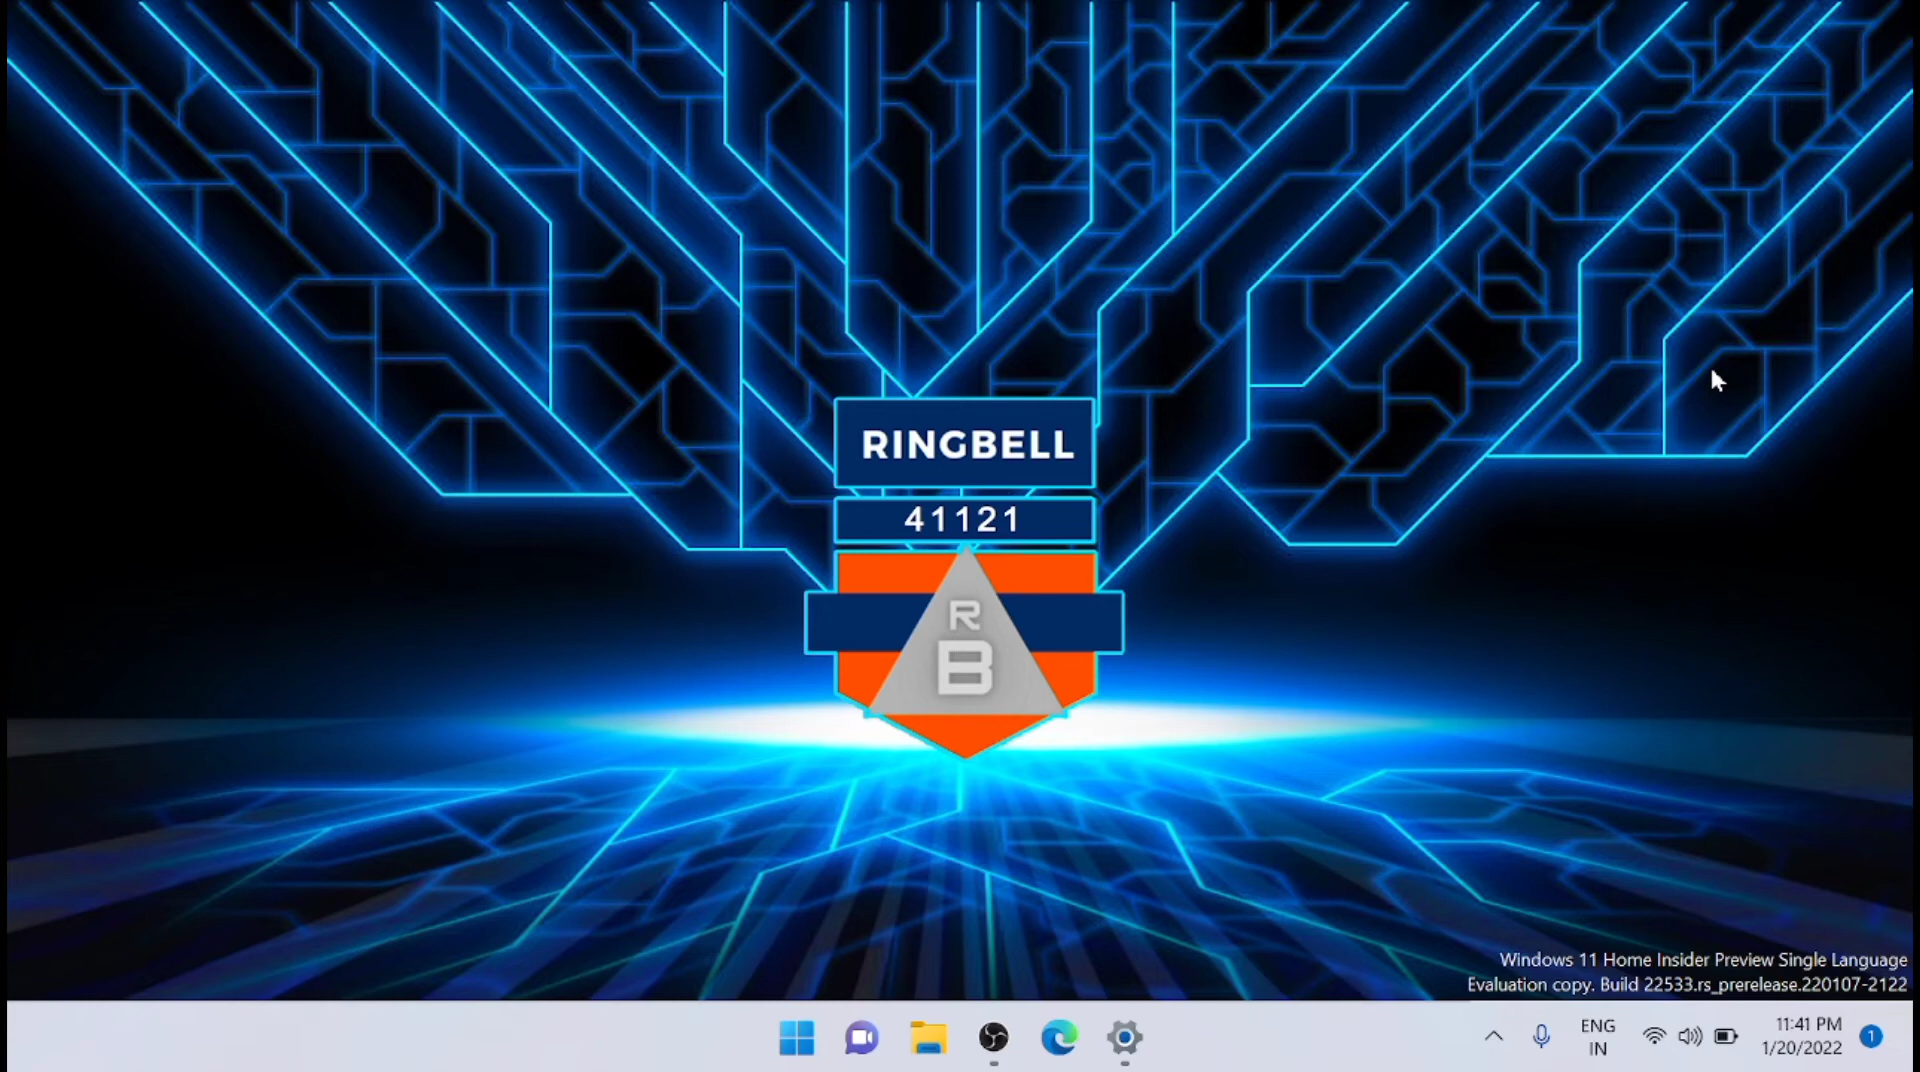 RINGBELL
41121
R
B
Windows 11 Home Insider Preview Single Language
Evaluation copy. Build 22533.rs_prerelease.220107-2122
ENG
IN
11:41 PM
1/20/2022
1